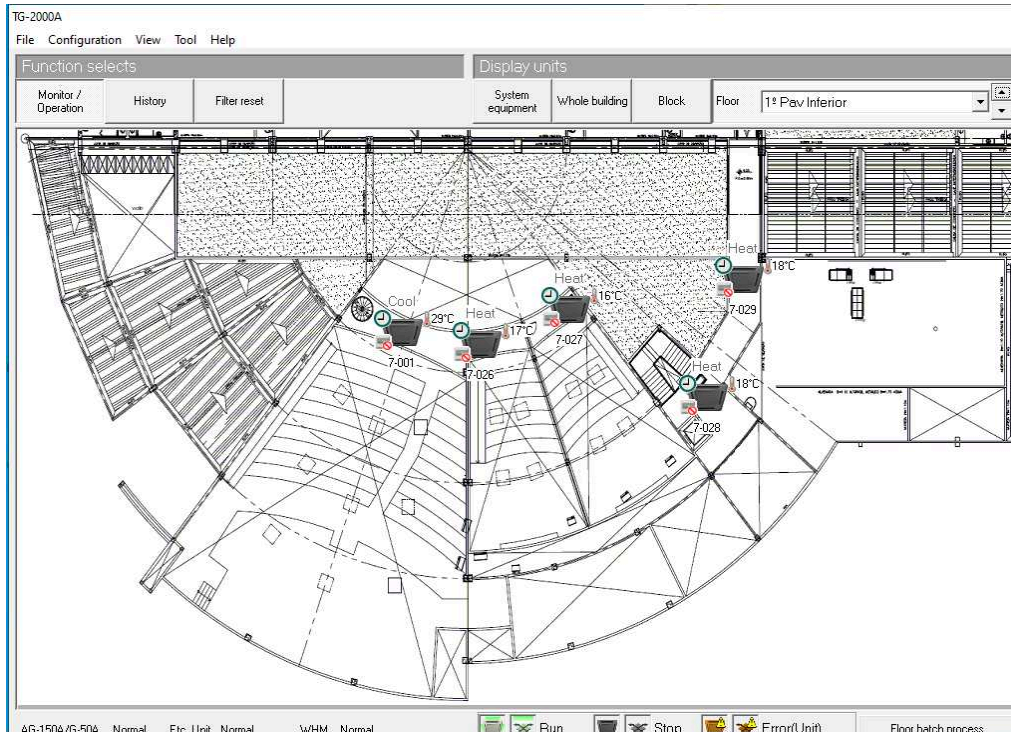 TG-2000A
File Configuration View Tool Help
Function selects
Display units
Monitor / Operation
History
Filter reset
System equipment
Whole building
Block
Floor
1º Pav Inferior
Heat
18°C
7-029
Heat
16°C
7-027
Cool
29°C
7-001
Heat
17°C
7-026
Heat
18°C
7-028
AG-150A/G-50A Normal Etc. Unit Normal WHM Normal
Run
Stop
Error(Unit)
Floor batch process